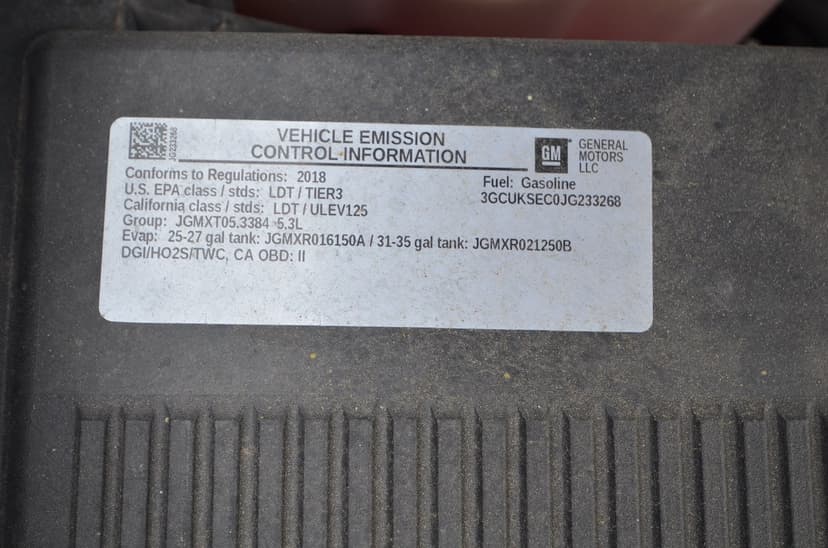 JG233268
VEHICLE EMISSION
CONTROL INFORMATION
GM
GENERAL
MOTORS
LLC
Conforms to Regulations: 2018
U.S. EPA class / stds: LDT / TIER3
California class / stds: LDT / ULEV125
Group: JGMXT05.3384 5.3L
Evap: 25-27 gal tank: JGMXR016150A / 31-35 gal tank: JGMXR021250B
DGI/HO2S/TWC, CA OBD: II
Fuel: Gasoline
3GCUKSEC0JG233268